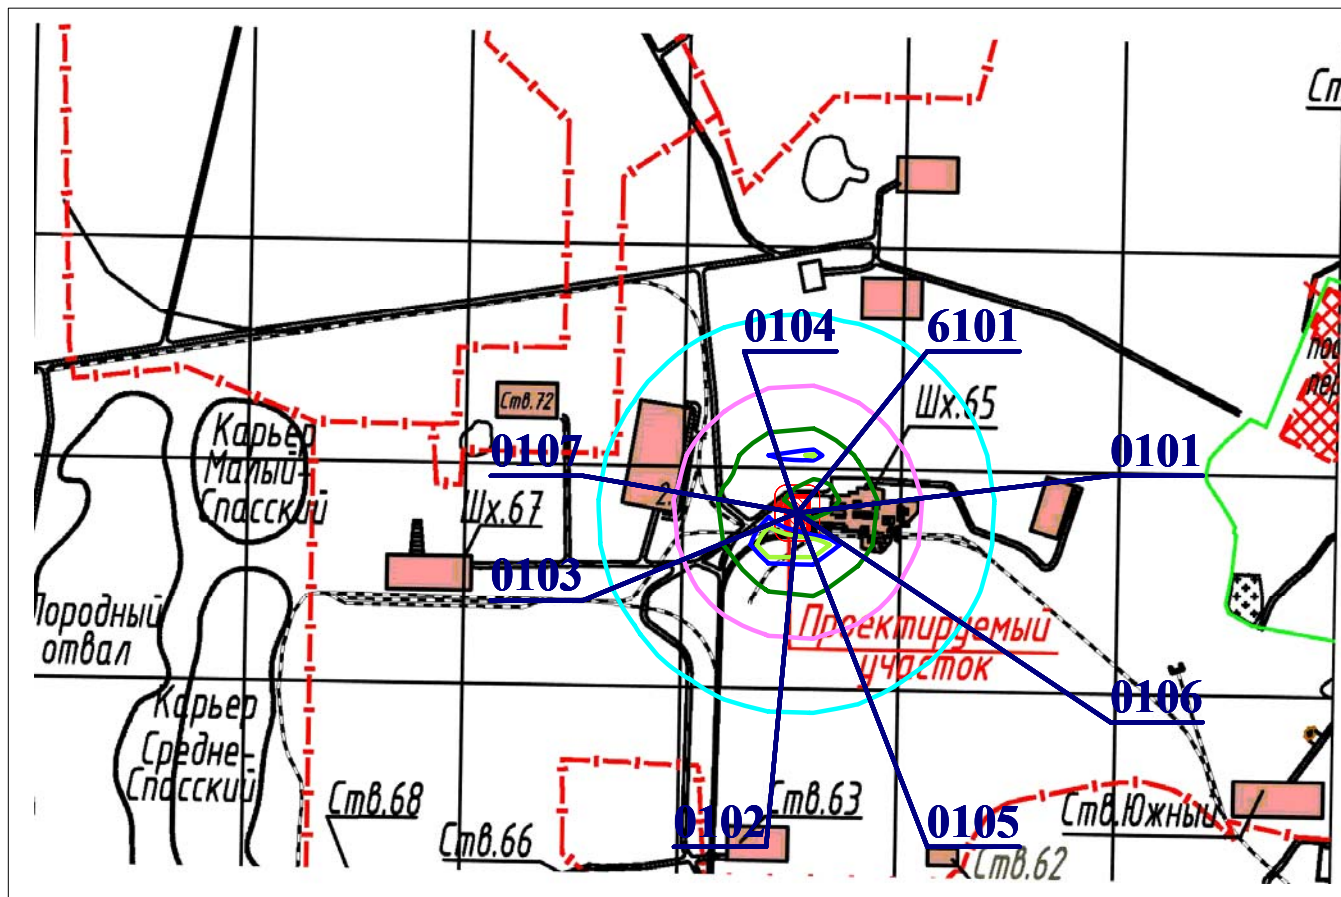 Ст
0104
6101
пос
пер
Ств.72
Шх.65
Карьер
Малый-
Спасский
0107
0101
2.
Шх.67
0103
Породный
отвал
Проектируемый
участок
0106
Карьер
Средне-
Спасский
Ств.68
Ств.63
Ств.Южный
0102
0105
Ств.66
Ств.62